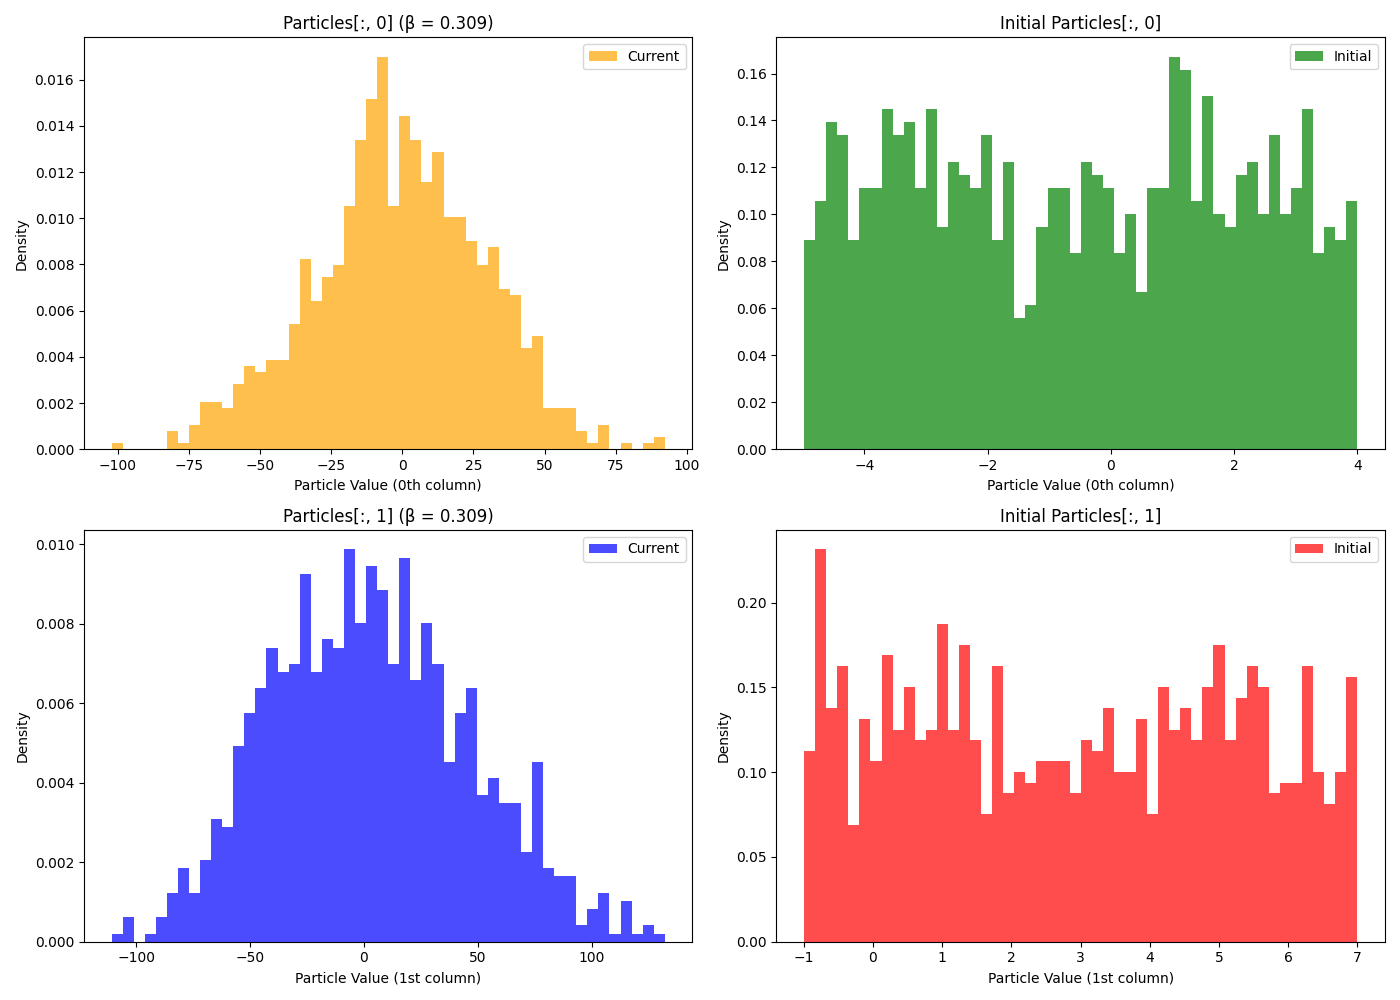 Particles[:, 0] (β = 0.309)
Current
Density
0.016
0.014
0.012
0.010
0.008
0.006
0.004
0.002
0.000
−100 −75 −50 −25 0 25 50 75 100
Particle Value (0th column)
Initial Particles[:, 0]
Initial
Density
0.16
0.14
0.12
0.10
0.08
0.06
0.04
0.02
0.00
−4 −2 0 2 4
Particle Value (0th column)
Particles[:, 1] (β = 0.309)
Current
Density
0.010
0.008
0.006
0.004
0.002
0.000
−100 −50 0 50 100
Particle Value (1st column)
Initial Particles[:, 1]
Initial
Density
0.20
0.15
0.10
0.05
0.00
−1 0 1 2 3 4 5 6 7
Particle Value (1st column)